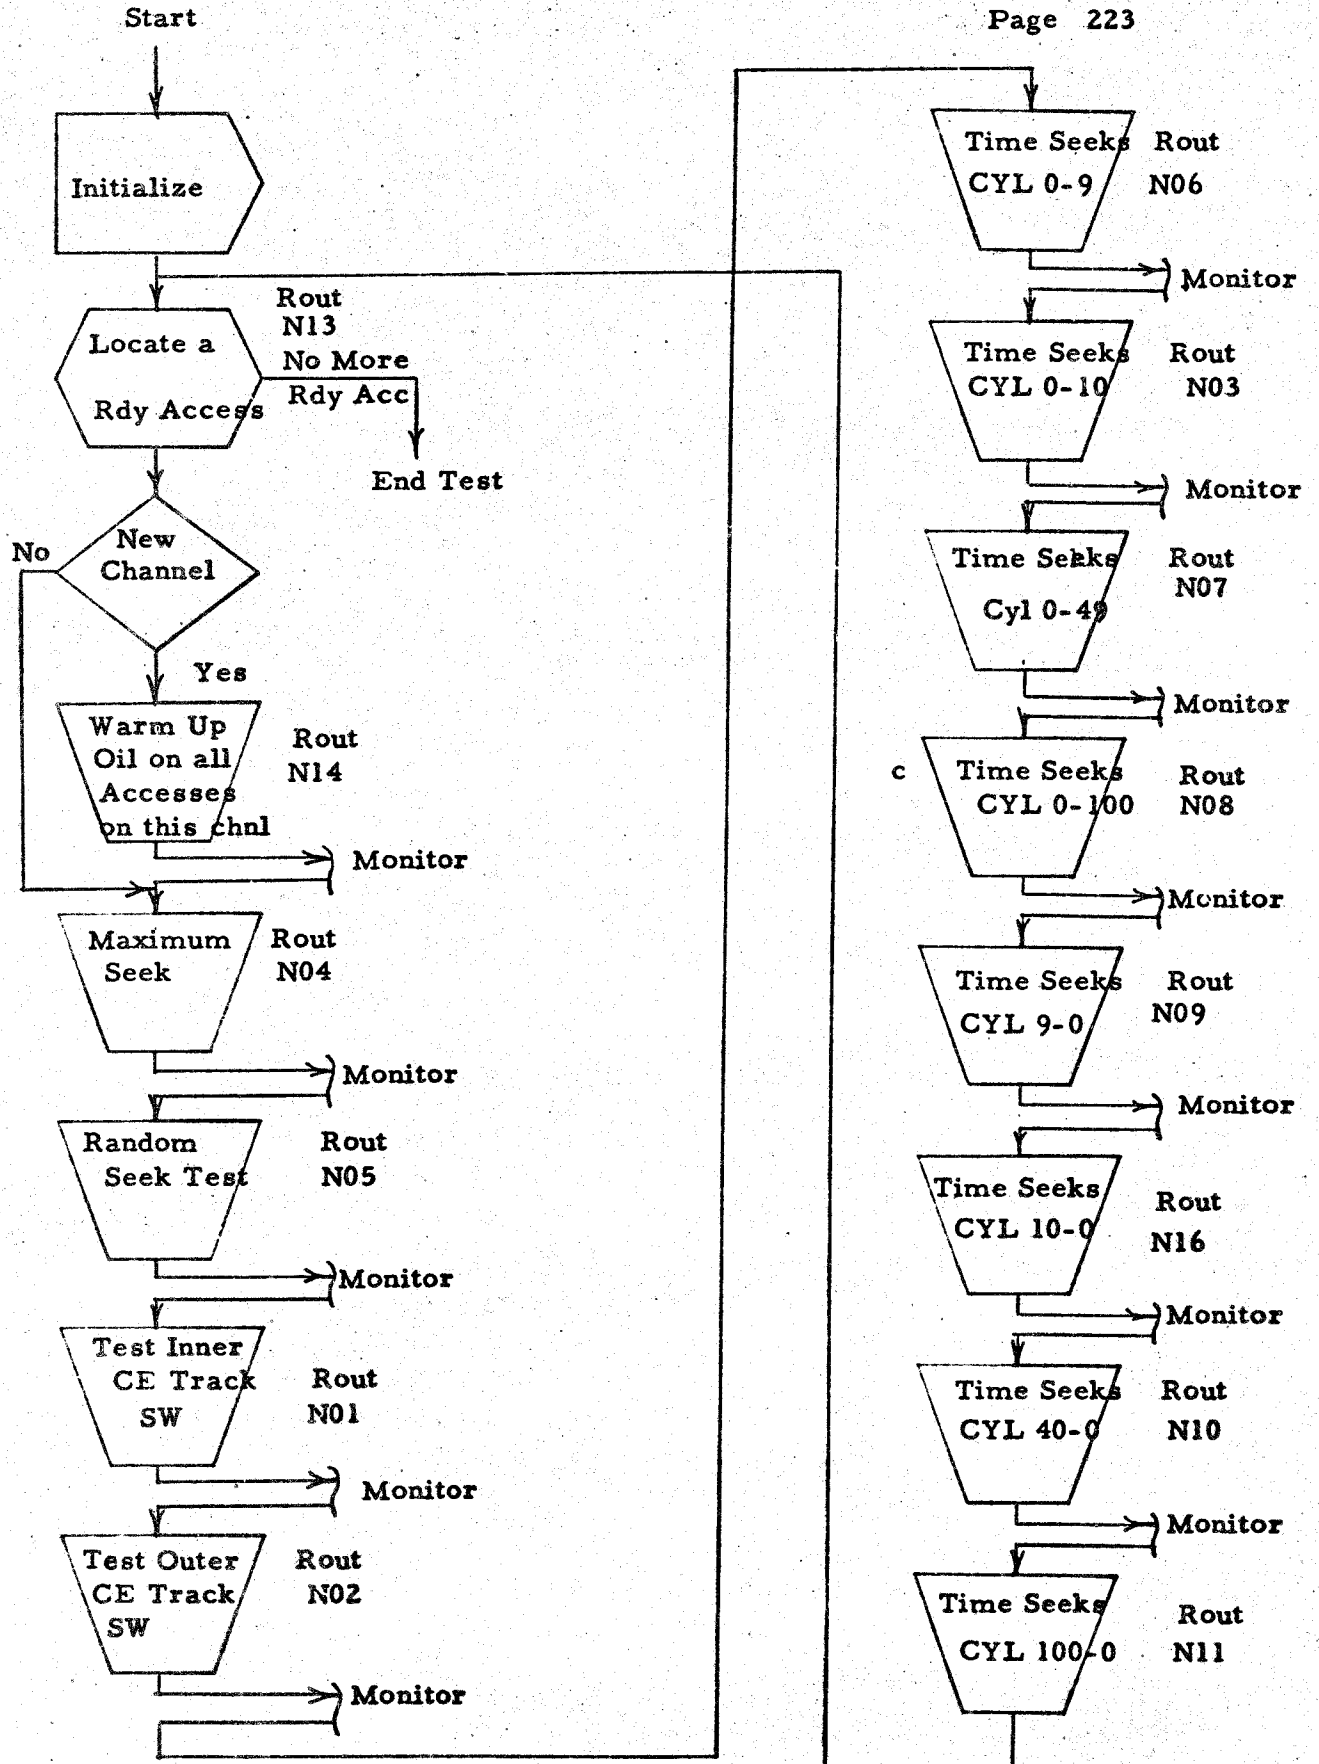 Start
Page 223
Initialize
Rout
N13
Locate a
Rdy Access
No More
Rdy Acc
End Test
New
Channel
No
Yes
Warm Up
Oil on all
Accesses
on this chnl
Rout
N14
Monitor
Maximum
Seek
Rout
N04
Monitor
Random
Seek Test
Rout
N05
Monitor
Test Inner
CE Track
SW
Rout
N01
Monitor
Test Outer
CE Track
SW
Rout
N02
Monitor
Time Seeks
CYL 0-9
Rout
N06
Monitor
Time Seeks
CYL 0-10
Rout
N03
Monitor
Time Seeks
Cyl 0-49
Rout
N07
Monitor
c
Time Seeks
CYL 0-100
Rout
N08
Monitor
Time Seeks
CYL 9-0
Rout
N09
Monitor
Time Seeks
CYL 10-0
Rout
N16
Monitor
Time Seeks
CYL 40-0
Rout
N10
Monitor
Time Seeks
CYL 100-0
Rout
N11